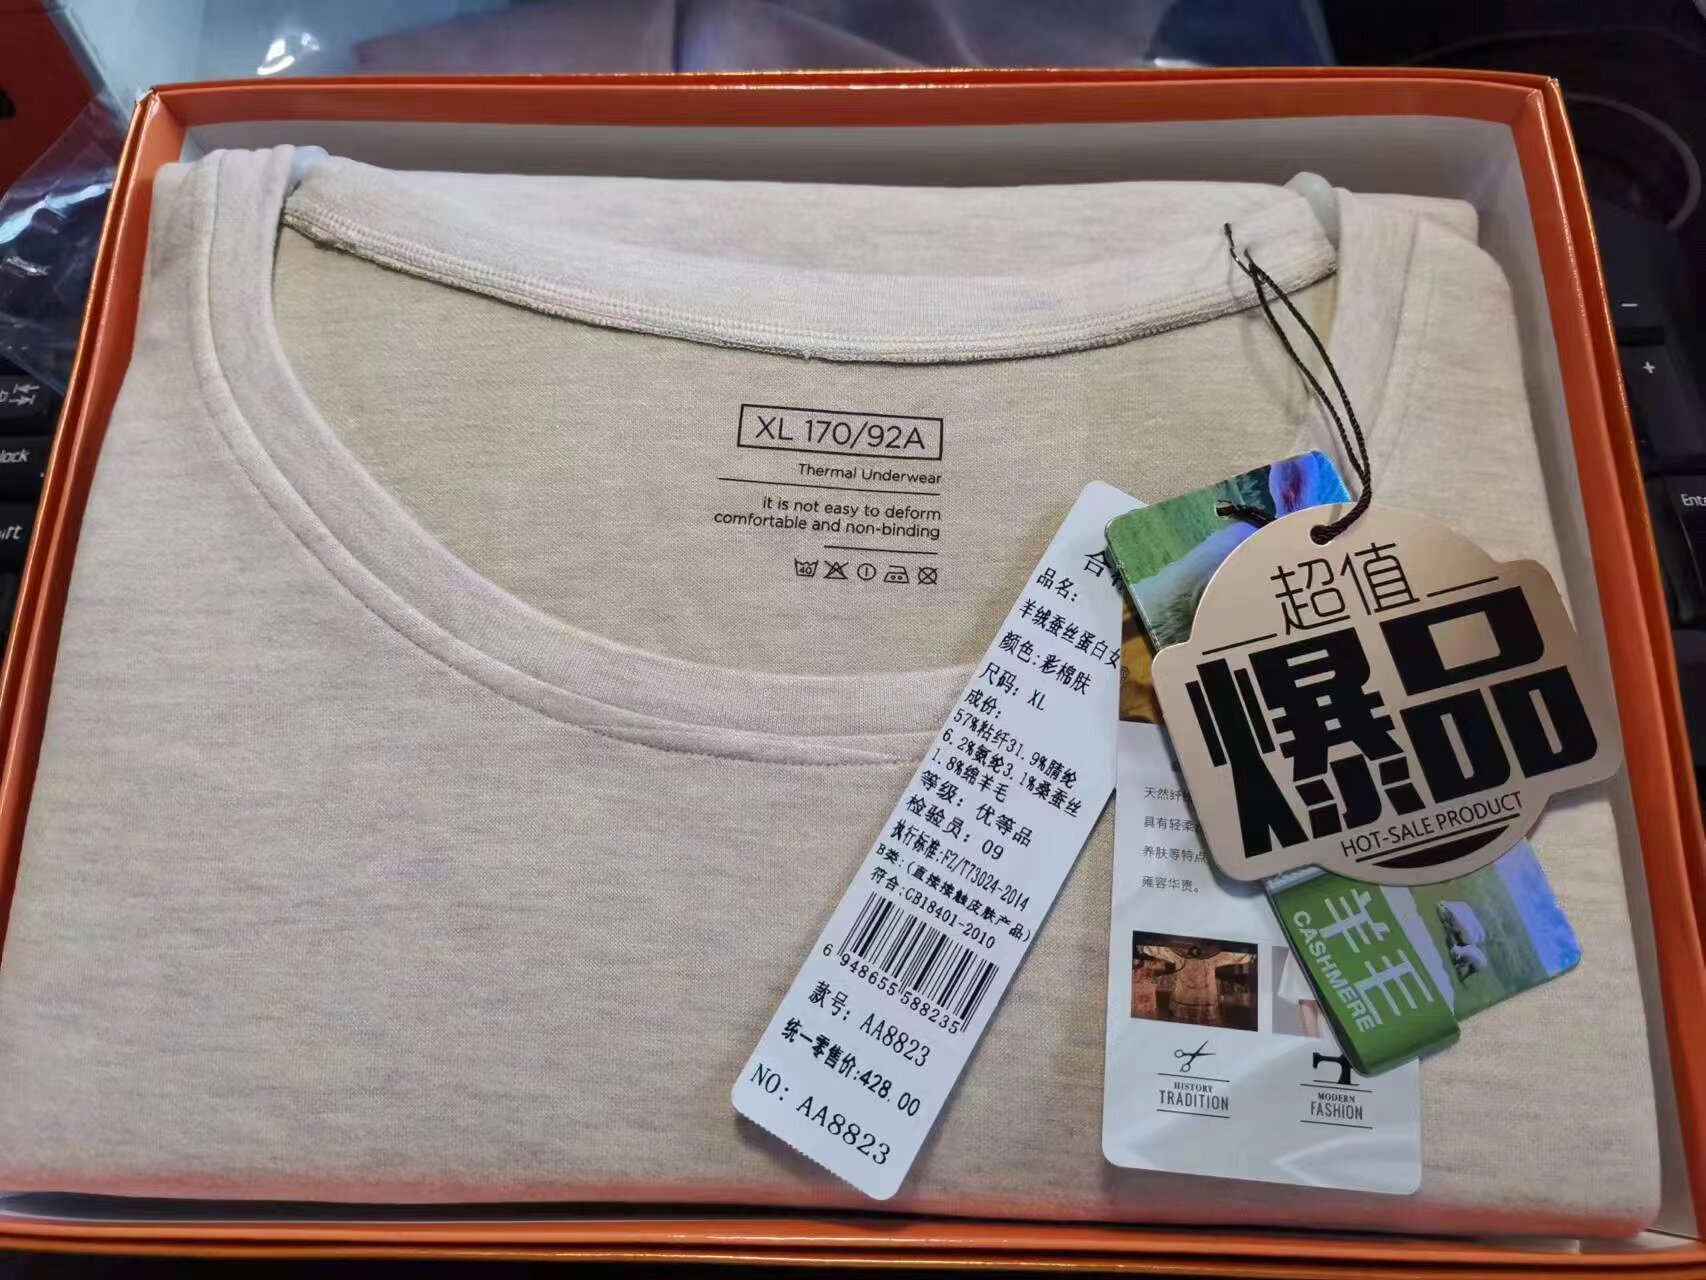 XL 170/92A
Thermal Underwear
it is not easy to deform
comfortable and non-binding
40
品名:
羊绒蚕丝蛋白女
颜色:彩棉肤
尺码: XL
成份:
57%粘纤31.9%腈纶
6.2%氨纶3.1%桑蚕丝
1.8%绵羊毛
等级: 优等品
检验员: 09
执行标准:FZ/T73024-2014
B类:(直接接触皮肤产品)
符合:GB18401-2010
6 948655 588235
款号: AA8823
统一零售价:428.00
NO: AA8823
超值
爆品
HOT-SALE PRODUCT
天然纤
具有轻柔
养肤等特点
雍容华贵。
羊毛
CASHMERE
HISTORY
TRADITION
MODERN
FASHION
lock
Ent